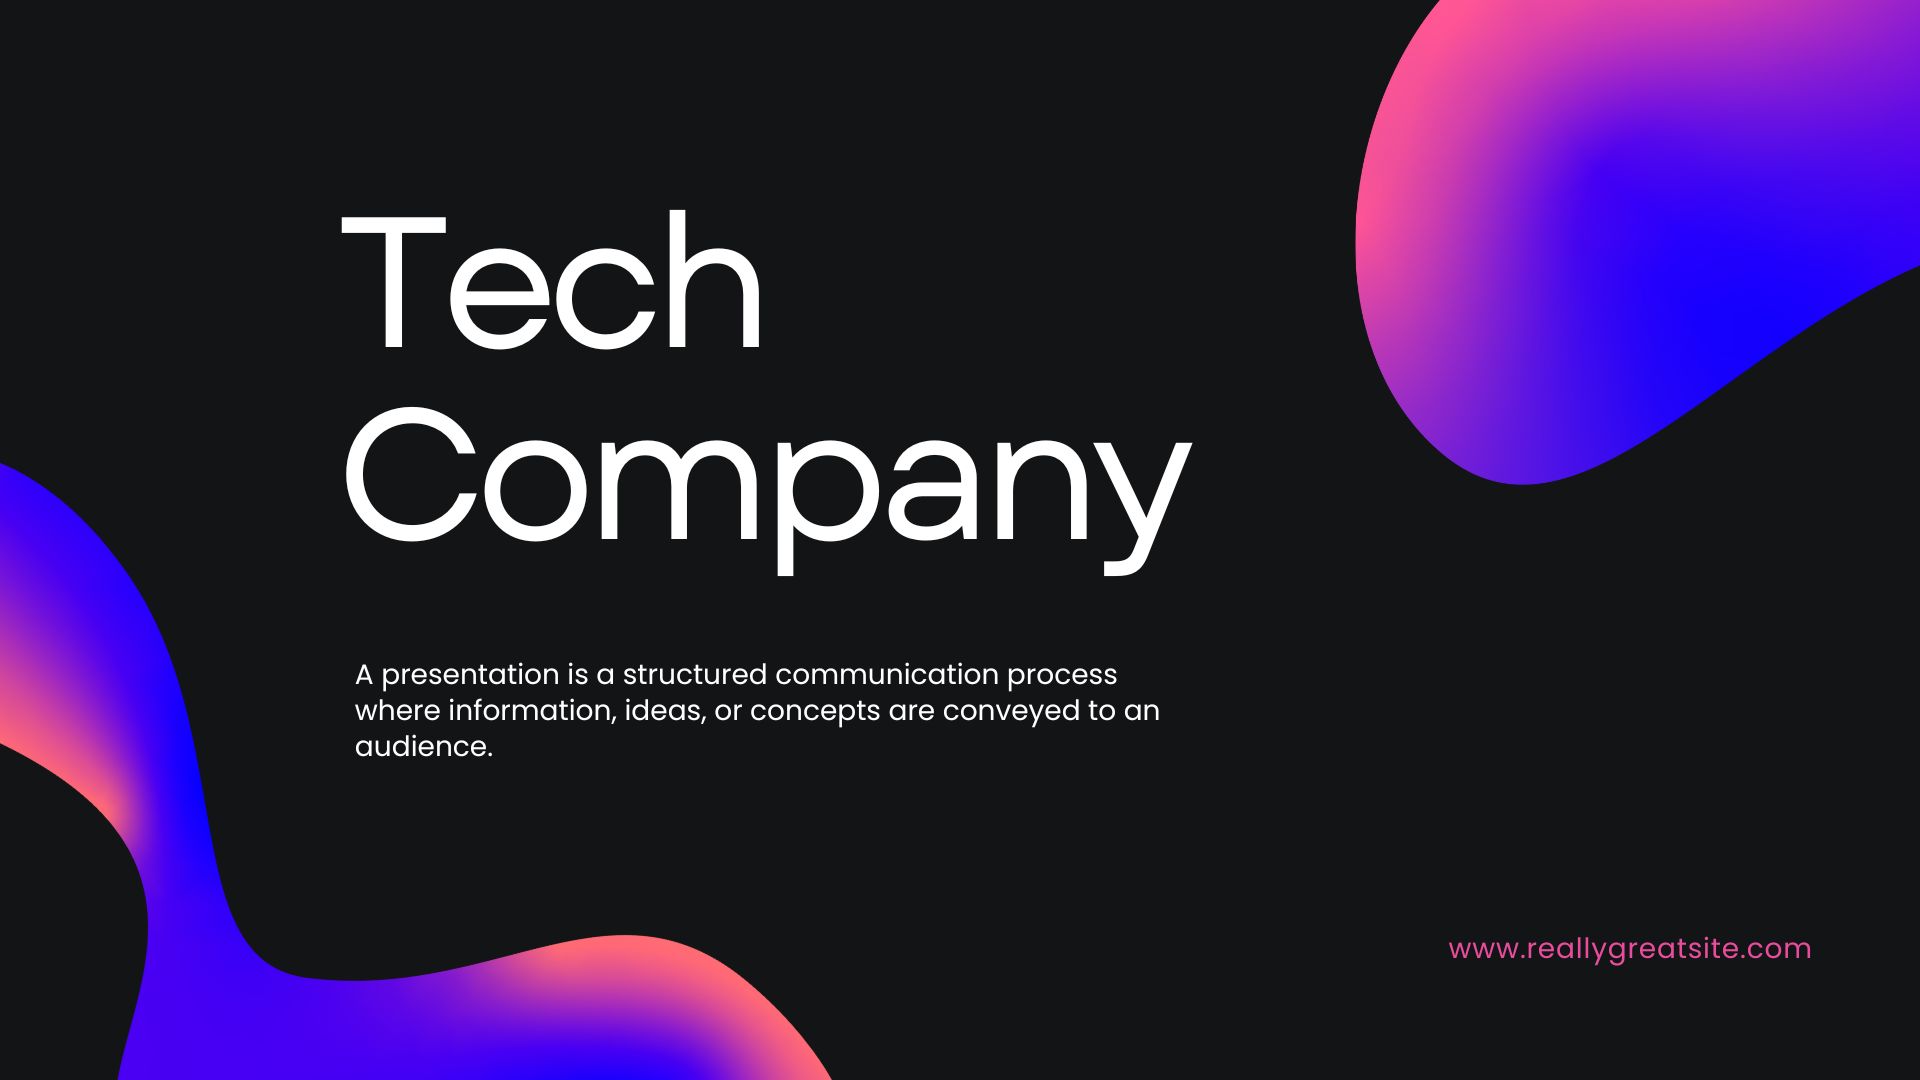 Tech
Company
A presentation is a structured communication process
where information, ideas, or concepts are conveyed to an
audience.
www.reallygreatsite.com